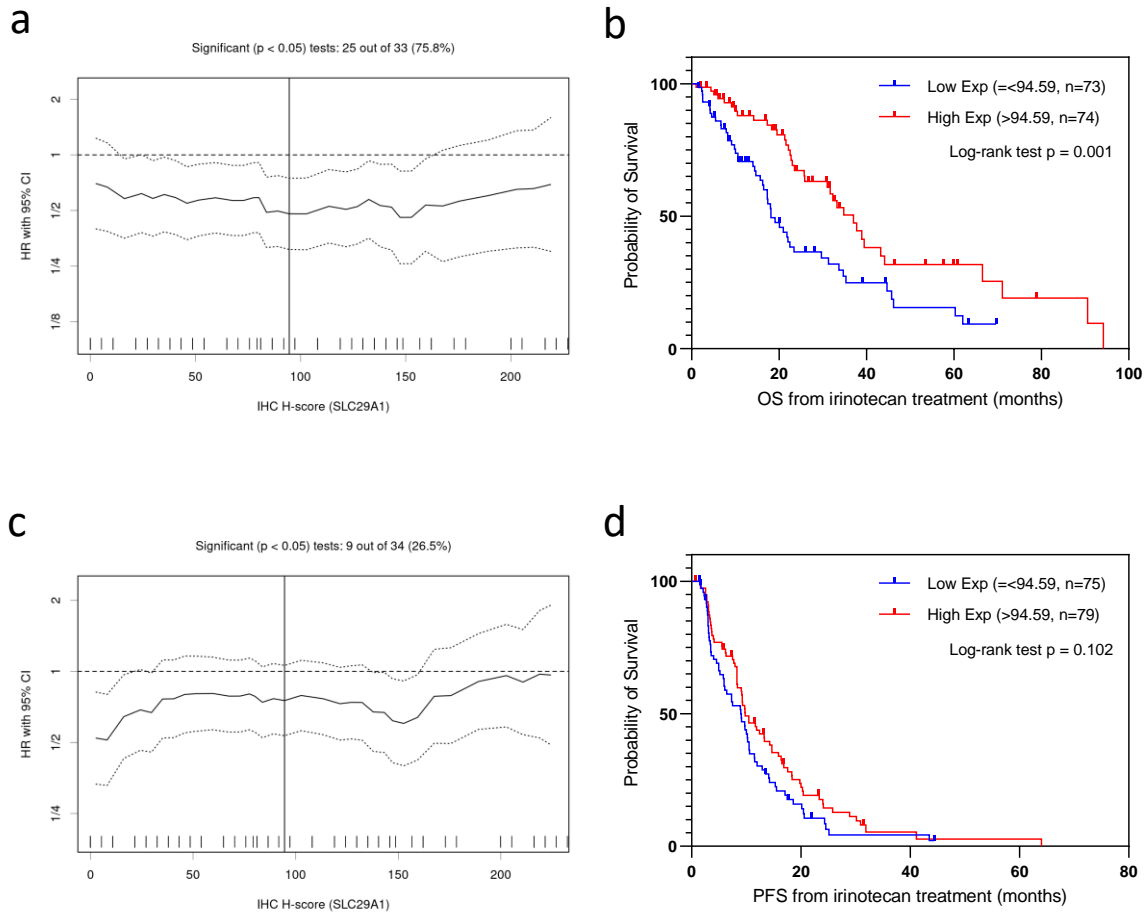 a
Significant (p < 0.05) tests: 25 out of 33 (75.8%)
HR with 95% CI
2
1
1/2
1/4
1/8
0 50 100 150 200
IHC H-score (SLC29A1)
b
Probability of Survival
100
50
0
Low Exp (=<94.59, n=73)
High Exp (>94.59, n=74)
Log-rank test p = 0.001
0 20 40 60 80 100
OS from irinotecan treatment (months)
c
Significant (p < 0.05) tests: 9 out of 34 (26.5%)
HR with 95% CI
2
1
1/2
1/4
0 50 100 150 200
IHC H-score (SLC29A1)
d
Probability of Survival
100
50
0
Low Exp (=<94.59, n=75)
High Exp (>94.59, n=79)
Log-rank test p = 0.102
0 20 40 60 80
PFS from irinotecan treatment (months)